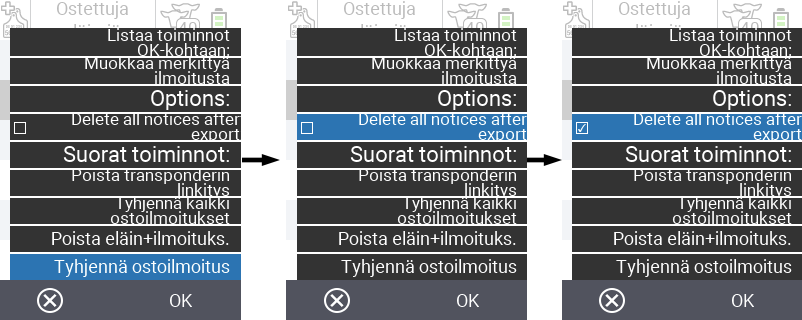 Ostettuja
Listaa toiminnot
OK-kohtaan:
Muokkaa merkittyä
ilmoitusta
Options:
Delete all notices after
export
Suorat toiminnot:
Poista transponderin
linkitys
Tyhjennä kaikki
ostoilmoitukset
Poista eläin+ilmoituks.
Tyhjennä ostoilmoitus
OK
Ostettuja
Listaa toiminnot
OK-kohtaan:
Muokkaa merkittyä
ilmoitusta
Options:
Delete all notices after
export
Suorat toiminnot:
Poista transponderin
linkitys
Tyhjennä kaikki
ostoilmoitukset
Poista eläin+ilmoituks.
Tyhjennä ostoilmoitus
OK
Ostettuja
Listaa toiminnot
OK-kohtaan:
Muokkaa merkittyä
ilmoitusta
Options:
Delete all notices after
export
Suorat toiminnot:
Poista transponderin
linkitys
Tyhjennä kaikki
ostoilmoitukset
Poista eläin+ilmoituks.
Tyhjennä ostoilmoitus
OK